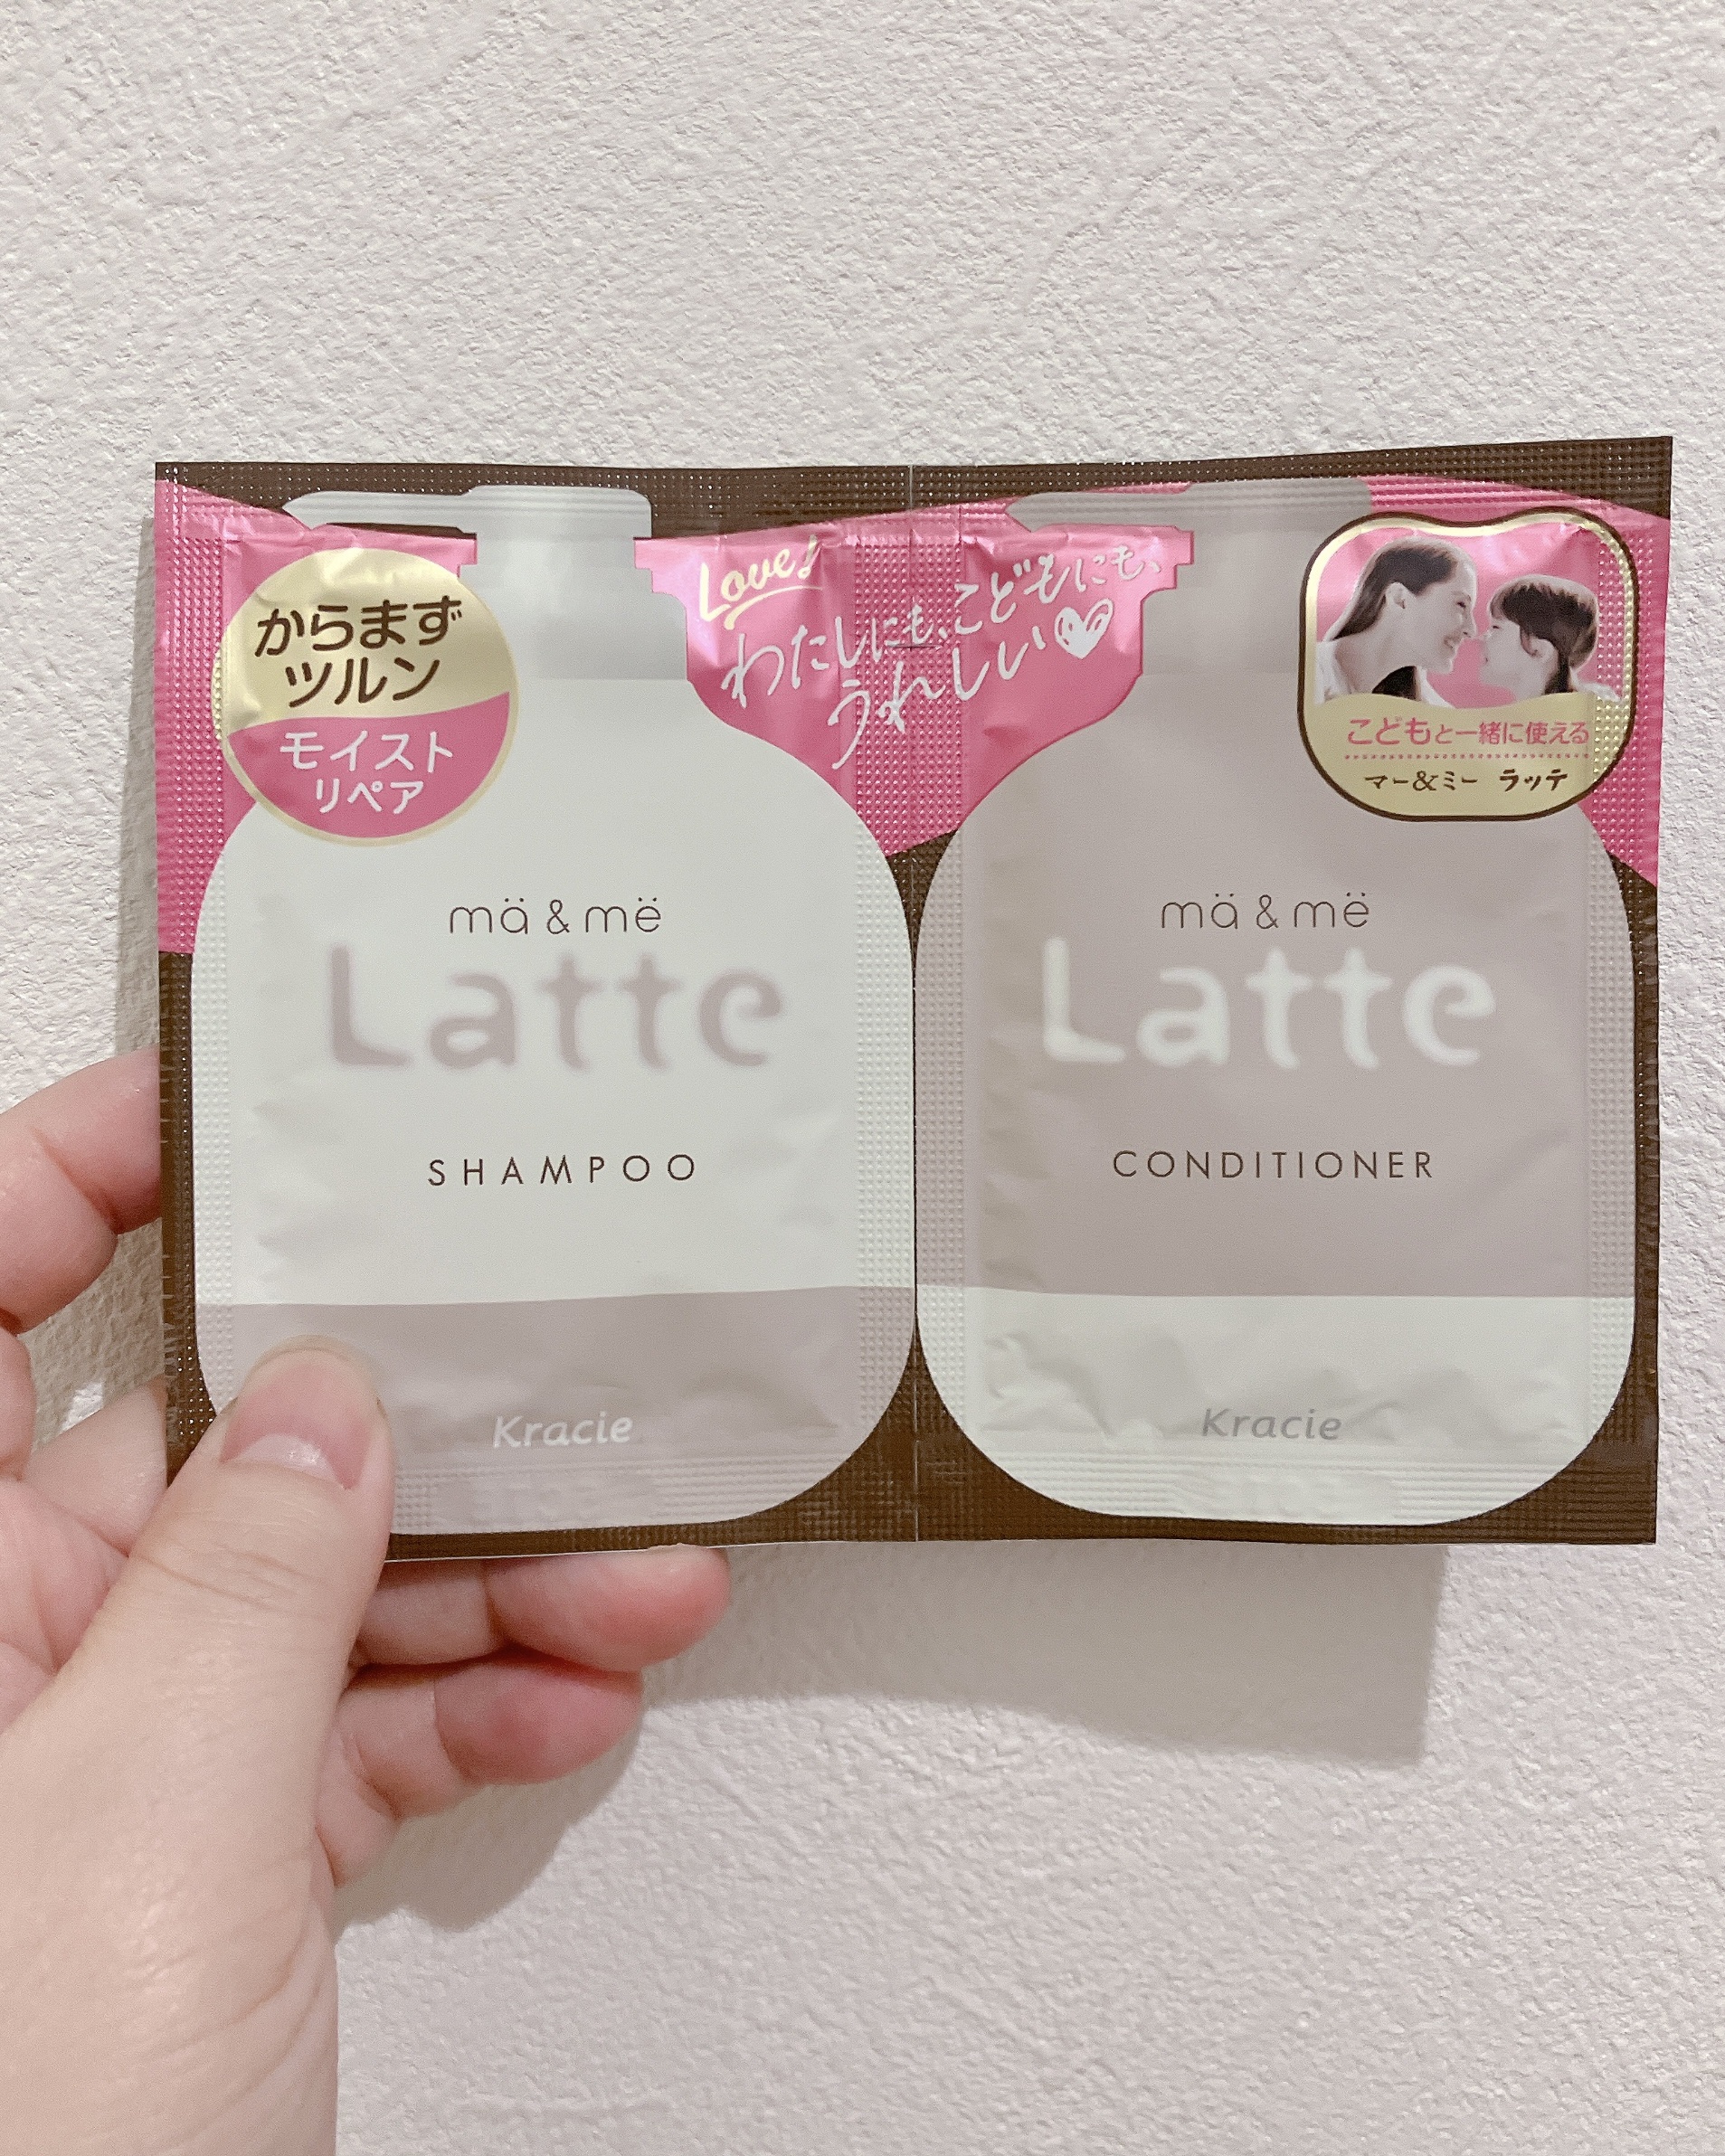 からまず
ツルン
モイスト
リペア
Love!
わたしにも、こどもにも、
うれしい
こどもと一緒に使える
マー&ミー ラッテ
mä & më
Latte
SHAMPOO
Kracie
mä & më
Latte
CONDITIONER
Kracie